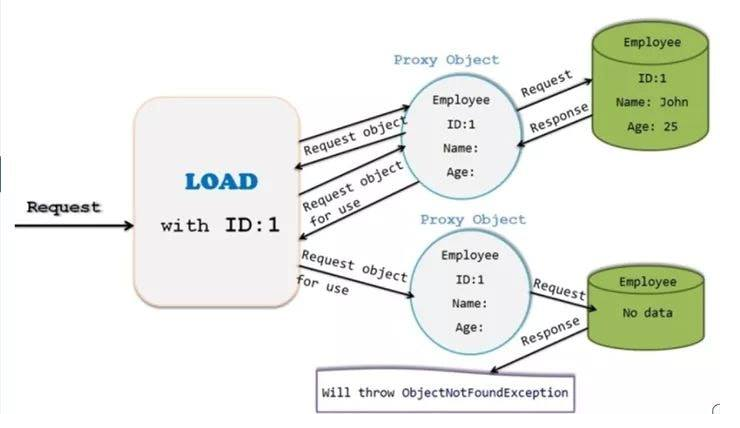 Request
LOAD
with ID:1
Request object
Request object
for use
Request object
for use
Proxy Object
Employee
ID:1
Name:
Age:
Request
Response
Employee
ID:1
Name: John
Age: 25
Proxy Object
Employee
ID:1
Name:
Age:
Request
Response
Employee
No data
Will throw ObjectNotFoundException